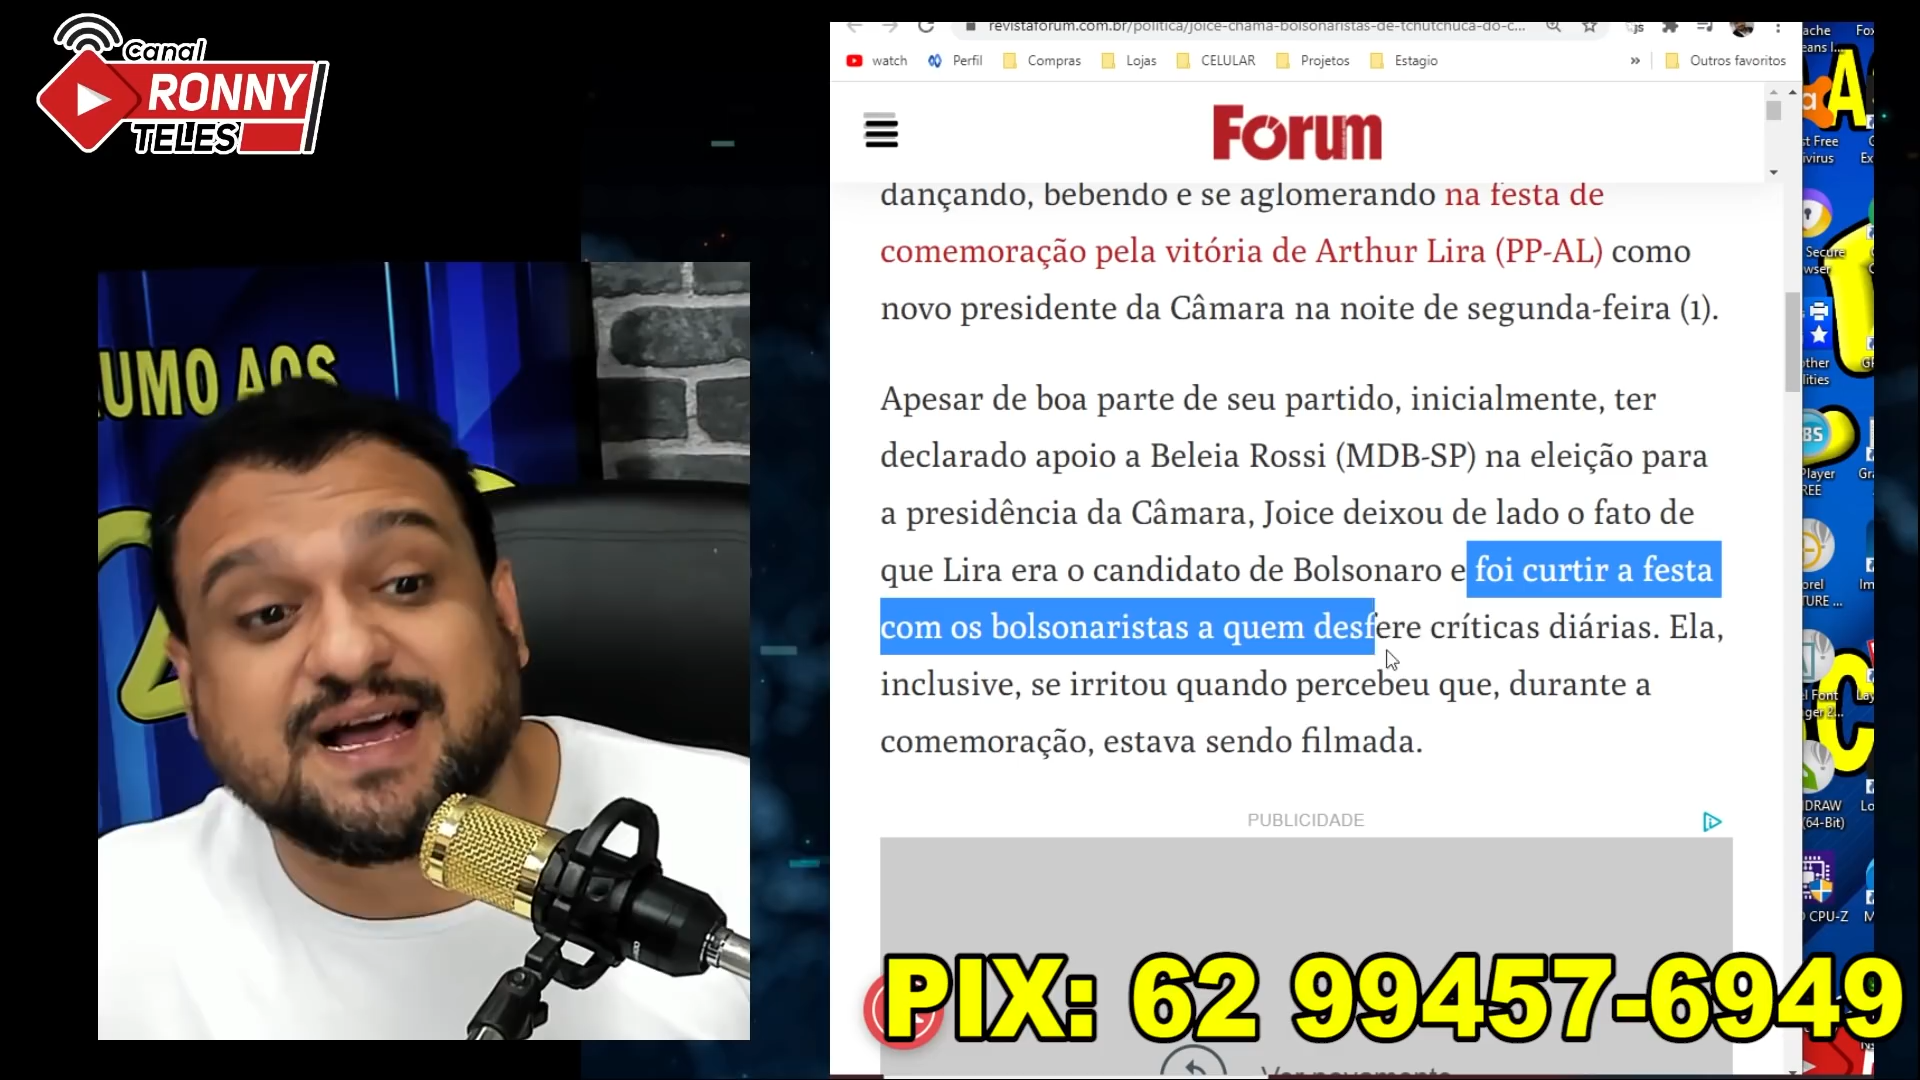 Canal
RONNY
TELES
RUMO AOS
revistaforum.com.br/politica/joice-chama-bolsonaristas-de-tchutchuca-do-c...
watch
Perfil
Compras
Lojas
CELULAR
Projetos
Estagio
»
Outros favoritos
Forum
dançando, bebendo e se aglomerando na festa de
comemoração pela vitória de Arthur Lira (PP-AL) como
novo presidente da Câmara na noite de segunda-feira (1).
Apesar de boa parte de seu partido, inicialmente, ter
declarado apoio a Beleia Rossi (MDB-SP) na eleição para
a presidência da Câmara, Joice deixou de lado o fato de
que Lira era o candidato de Bolsonaro e foi curtir a festa
com os bolsonaristas a quem desfere críticas diárias. Ela,
inclusive, se irritou quando percebeu que, durante a
comemoração, estava sendo filmada.
PUBLICIDADE
PIX: 62 99457-6949
CPU-Z
(64-Bit)